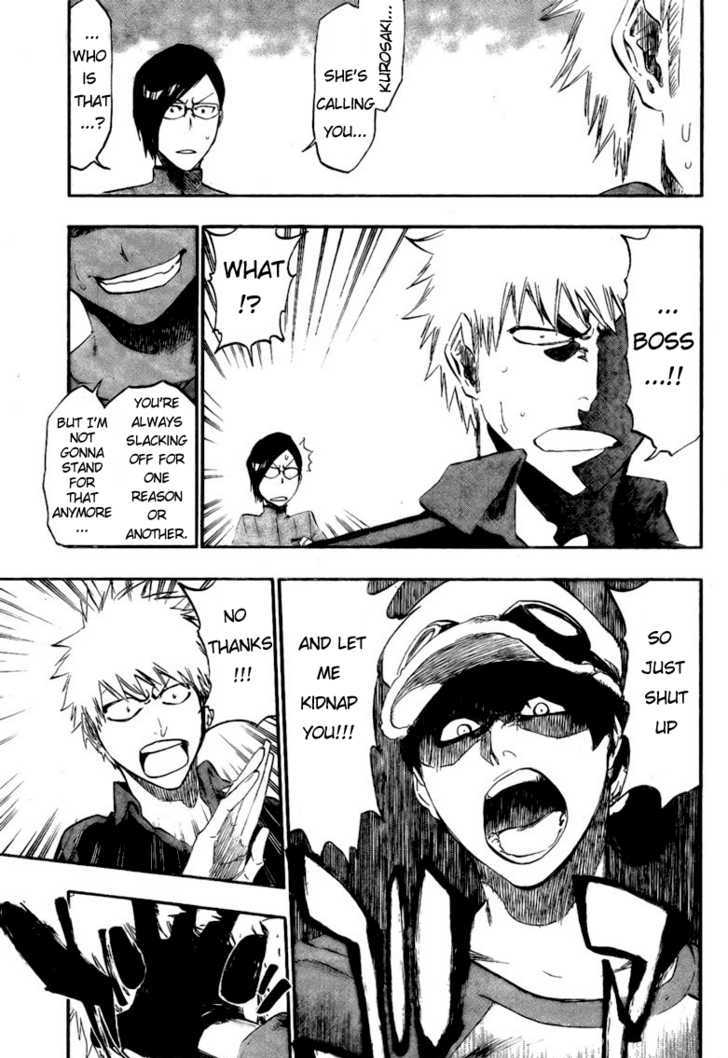 KUROSAKI...
SHE'S
CALLING
YOU...
...
WHO
IS
THAT
...?
...
BOSS
...!!
WHAT
!?
YOU'RE
ALWAYS
SLACKING
OFF FOR
ONE
REASON
OR
ANOTHER.
BUT I'M
NOT
GONNA
STAND
FOR
THAT
ANYMORE
...
SO
JUST
SHUT
UP
AND LET
ME
KIDNAP
YOU!!!
NO
THANKS
!!!